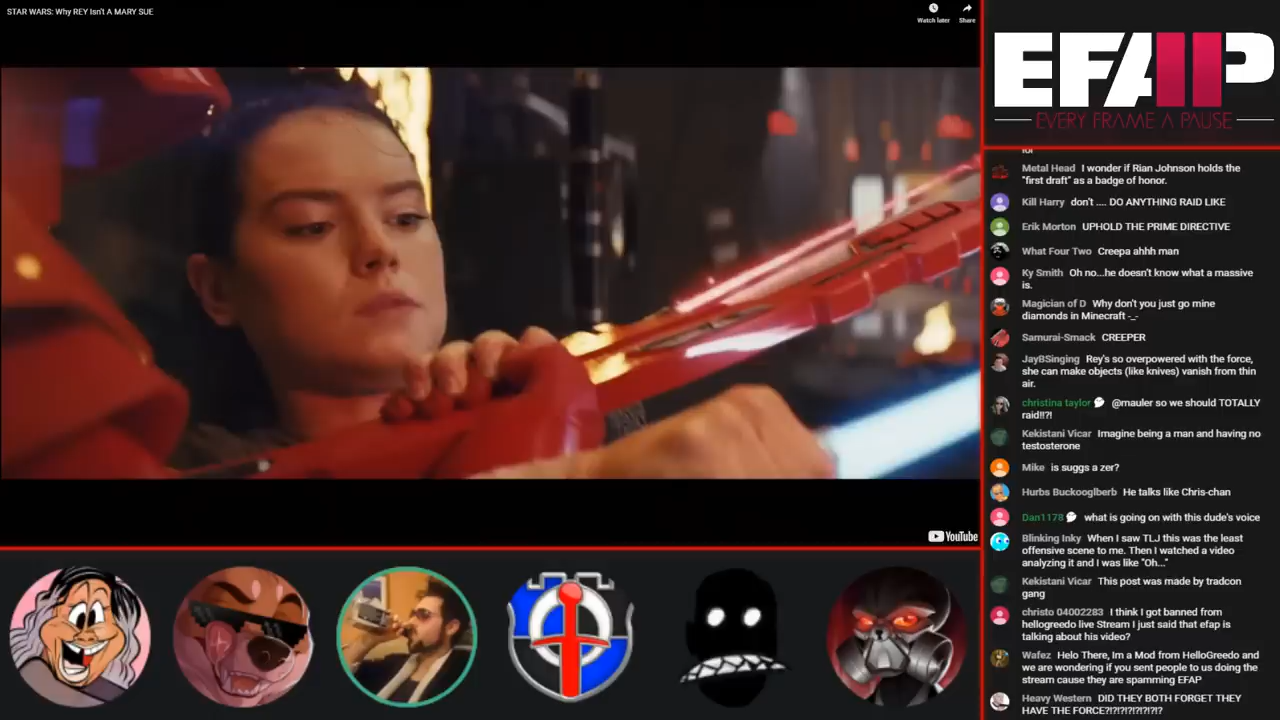 STAR WARS: Why REY Isn't A MARY SUE
Watch later
Share
YouTube
EFAP
EVERY FRAME A PAUSE
Metal Head I wonder if Rian Johnson holds the
"first draft" as a badge of honor.
Kill Harry don't .... DO ANYTHING RAID LIKE
Erik Morton UPHOLD THE PRIME DIRECTIVE
What Four Two Creepa ahhh man
Ky Smith Oh no...he doesn't know what a massive
is.
Magician of D Why don't you just go mine
diamonds in Minecraft -_-
Samurai-Smack CREEPER
JayBSinging Rey's so overpowered with the force,
she can make objects (like knives) vanish from thin
air.
christina taylor @mauler so we should TOTALLY
raid!!?!
Kekistani Vicar Imagine being a man and having no
testosterone
Mike is suggs a zer?
Hurbs Buckooglberb He talks like Chris-chan
Dan1178 what is going on with this dude's voice
Blinking Inky When I saw TLJ this was the least
offensive scene to me. Then I watched a video
analyzing it and I was like "Oh..."
Kekistani Vicar This post was made by tradcon
gang
christo 04002283 I think I got banned from
hellogreedo live Stream I just said that efap is
talking about his video?
Wafez Helo There, Im a Mod from HelloGreedo and
we are wondering if you sent people to us doing the
stream cause they are spamming EFAP
Heavy Western DID THEY BOTH FORGET THEY
HAVE THE FORCE?!?!?!?!?!?!?